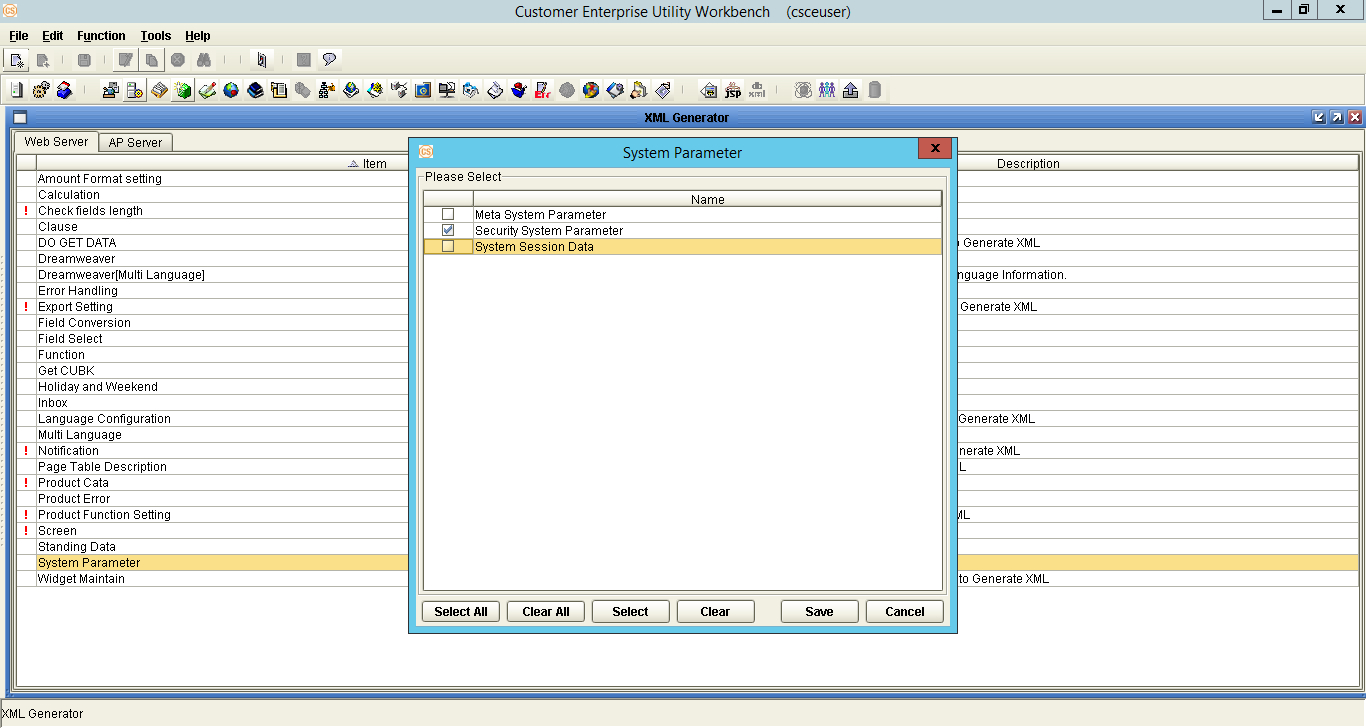 Customer Enterprise Utility Workbench (csceuser)
File Edit Function Tools Help
jsp
xml
XML Generator
Web Server AP Server
Item Description
Amount Format setting
Calculation
! Check fields length
Clause
DO GET DATA Generate XML
Dreamweaver
Dreamweaver[Multi Language] nguage Information.
Error Handling
! Export Setting Generate XML
Field Conversion
Field Select
Function
Get CUBK
Holiday and Weekend
Inbox
Language Configuration Generate XML
Multi Language
! Notification nerate XML
Page Table Description L
! Product Cata
Product Error
! Product Function Setting ML
! Screen
Standing Data
System Parameter
Widget Maintain to Generate XML
CS
System Parameter
x
Please Select
Name
Meta System Parameter
Security System Parameter
System Session Data
Select All Clear All Select Clear Save Cancel
XML Generator